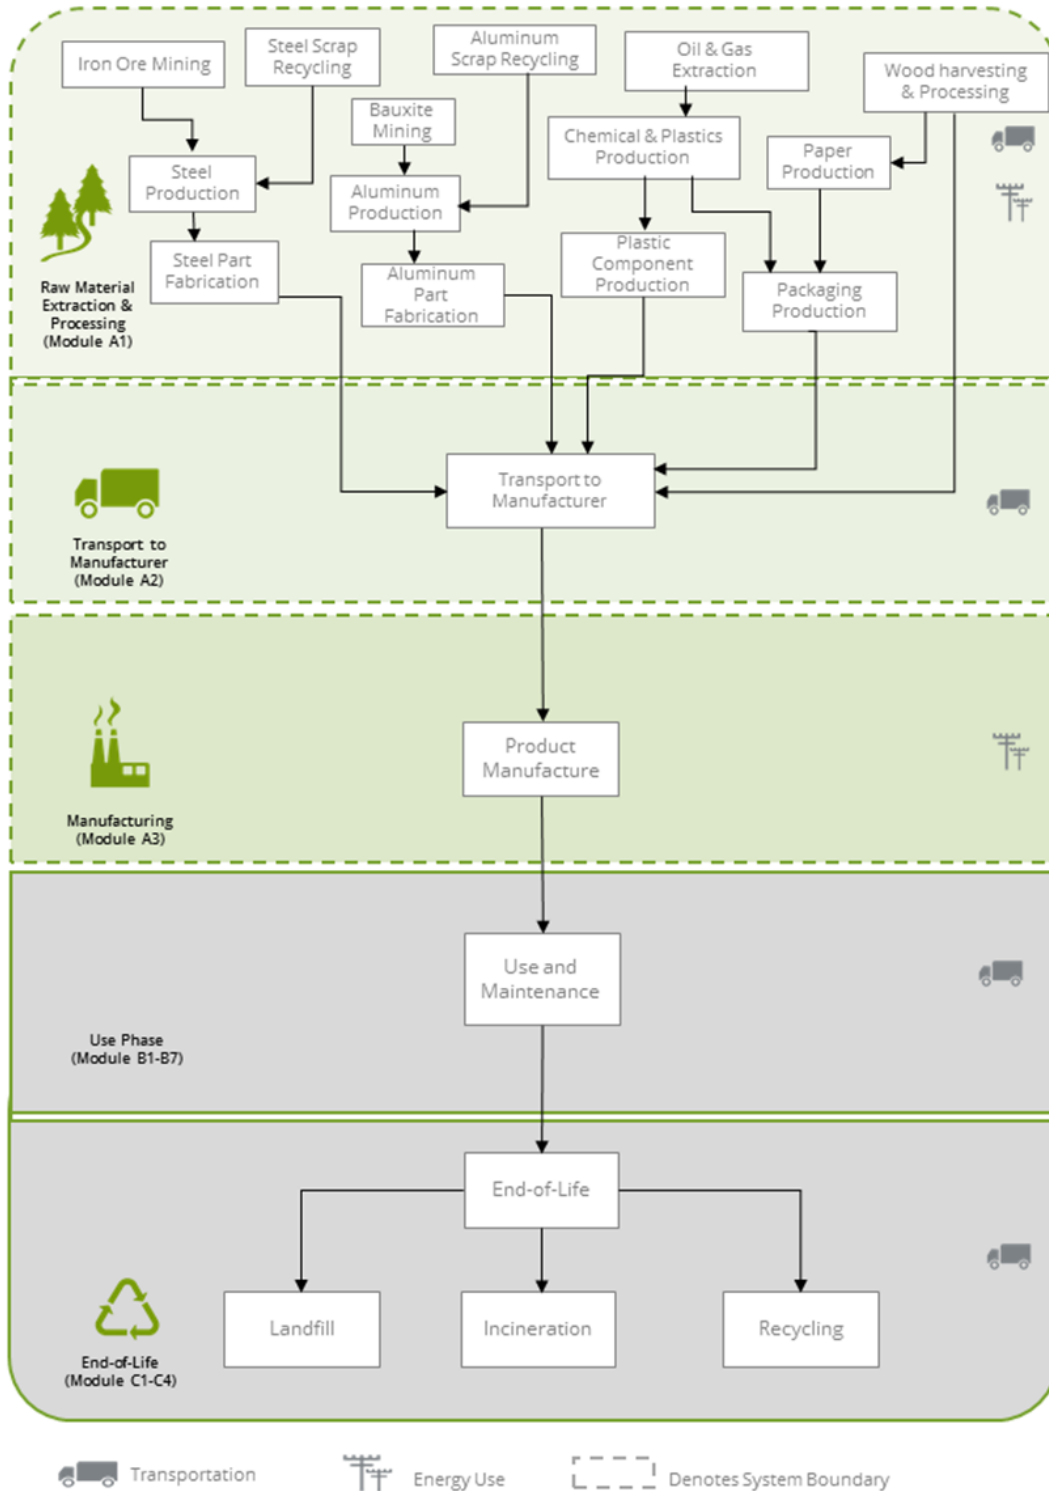 Iron Ore Mining
Steel Scrap
Recycling
Aluminum
Scrap Recycling
Oil & Gas
Extraction
Wood harvesting
& Processing
Bauxite
Mining
Chemical & Plastics
Production
Paper
Production
Steel
Production
Aluminum
Production
Steel Part
Fabrication
Aluminum
Part
Fabrication
Plastic
Component
Production
Packaging
Production
Raw Material
Extraction &
Processing
(Module A1)
Transport to
Manufacturer
Transport to
Manufacturer
(Module A2)
Product
Manufacture
Manufacturing
(Module A3)
Use and
Maintenance
Use Phase
(Module B1-B7)
End-of-Life
Landfill
Incineration
Recycling
End-of-Life
(Module C1-C4)
Transportation
Energy Use
Denotes System Boundary